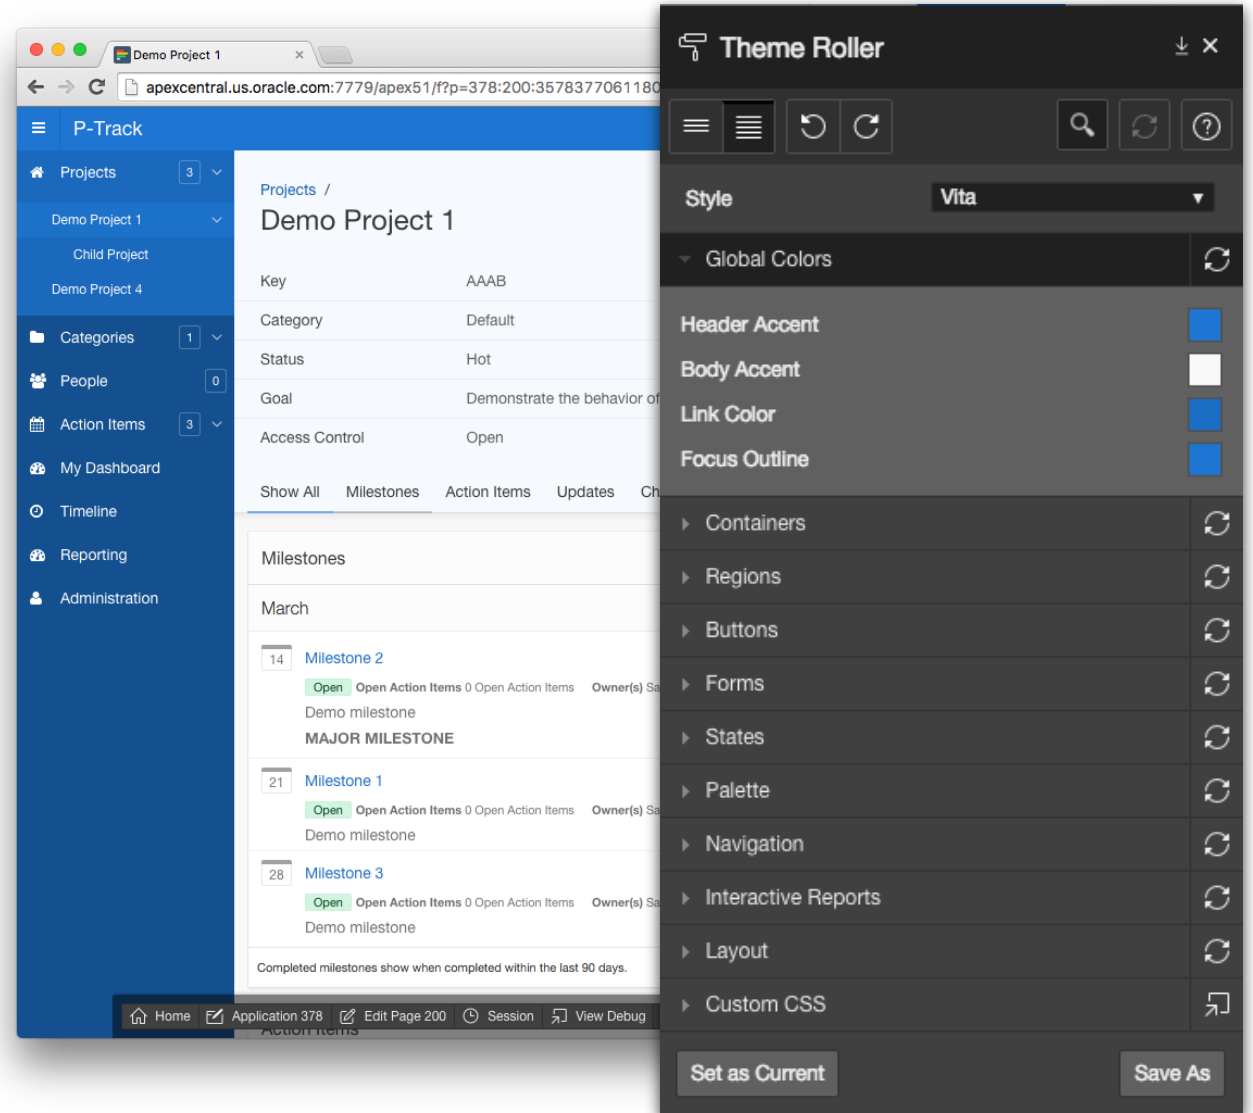 Demo Project 1
apexcentral.us.oracle.com:7779/apex51/f?p=378:200:3578377061180
P-Track
Projects 3
Demo Project 1
Child Project
Demo Project 4
Categories 1
People 0
Action Items 3
My Dashboard
Timeline
Reporting
Administration
Projects /
Demo Project 1
Key AAAB
Category Default
Status Hot
Goal Demonstrate the behavior of
Access Control Open
Show All Milestones Action Items Updates Ch
Milestones
March
14 Milestone 2
Open Open Action Items 0 Open Action Items Owner(s) Sa
Demo milestone
MAJOR MILESTONE
21 Milestone 1
Open Open Action Items 0 Open Action Items Owner(s) Sa
Demo milestone
28 Milestone 3
Open Open Action Items 0 Open Action Items Owner(s) Sa
Demo milestone
Completed milestones show when completed within the last 90 days.
Home Application 378 Edit Page 200 Session View Debug
Action Items
Theme Roller
Style Vita
Global Colors
Header Accent
Body Accent
Link Color
Focus Outline
Containers
Regions
Buttons
Forms
States
Palette
Navigation
Interactive Reports
Layout
Custom CSS
Set as Current Save As